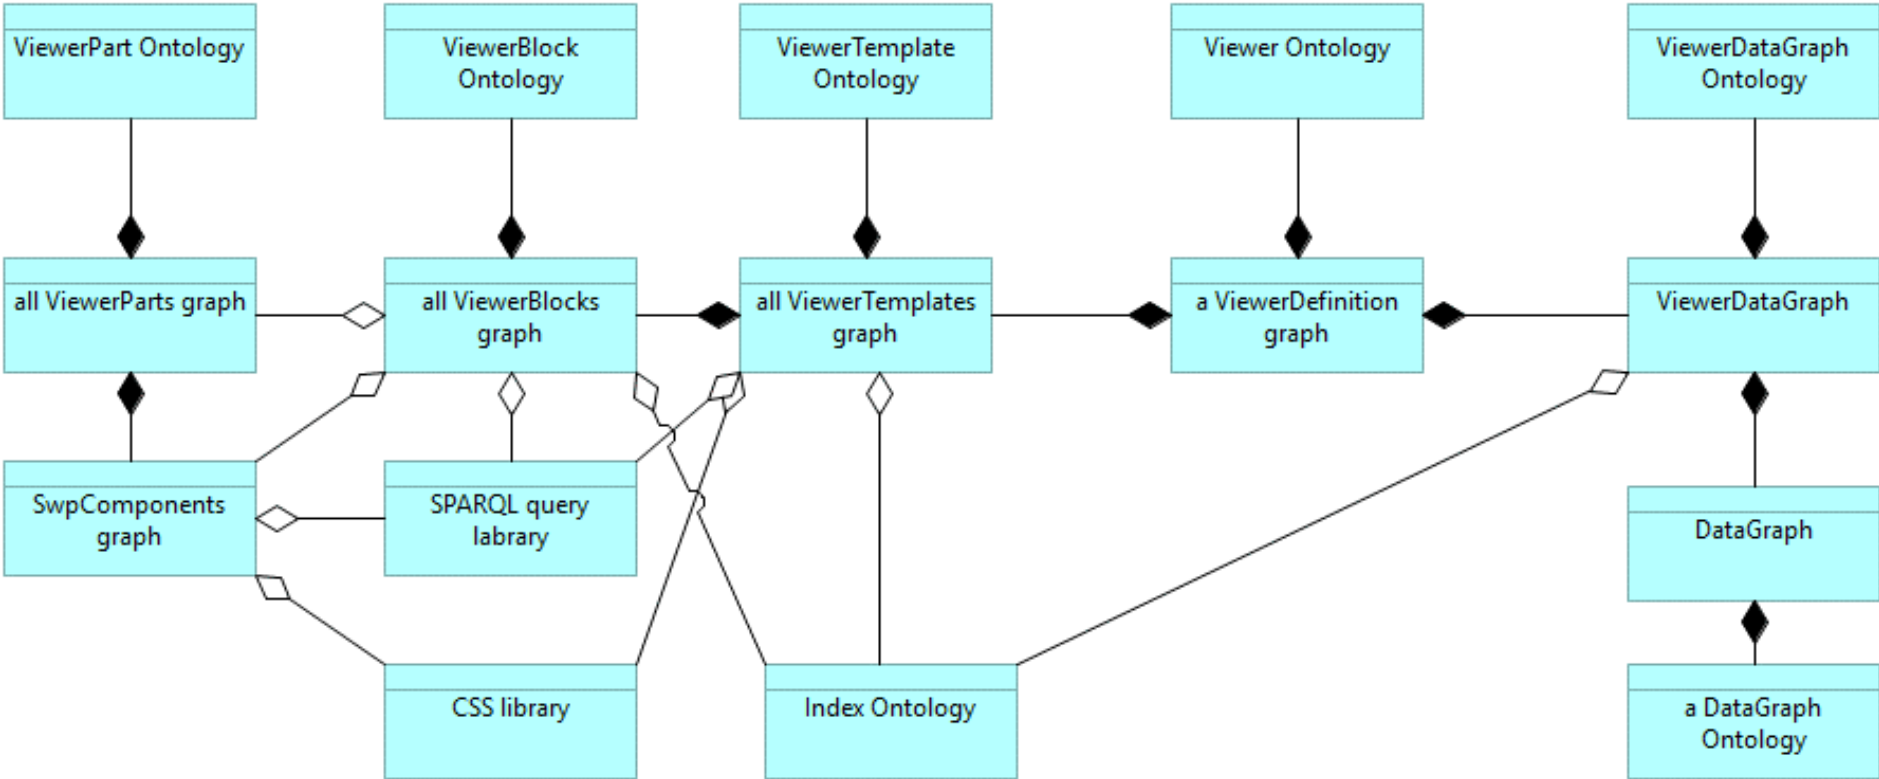 ViewerPart Ontology
ViewerBlock
Ontology
ViewerTemplate
Ontology
Viewer Ontology
ViewerDataGraph
Ontology
all ViewerParts graph
all ViewerBlocks
graph
all ViewerTemplates
graph
a ViewerDefinition
graph
ViewerDataGraph
SwpComponents
graph
SPARQL query
labrary
DataGraph
CSS library
Index Ontology
a DataGraph
Ontology